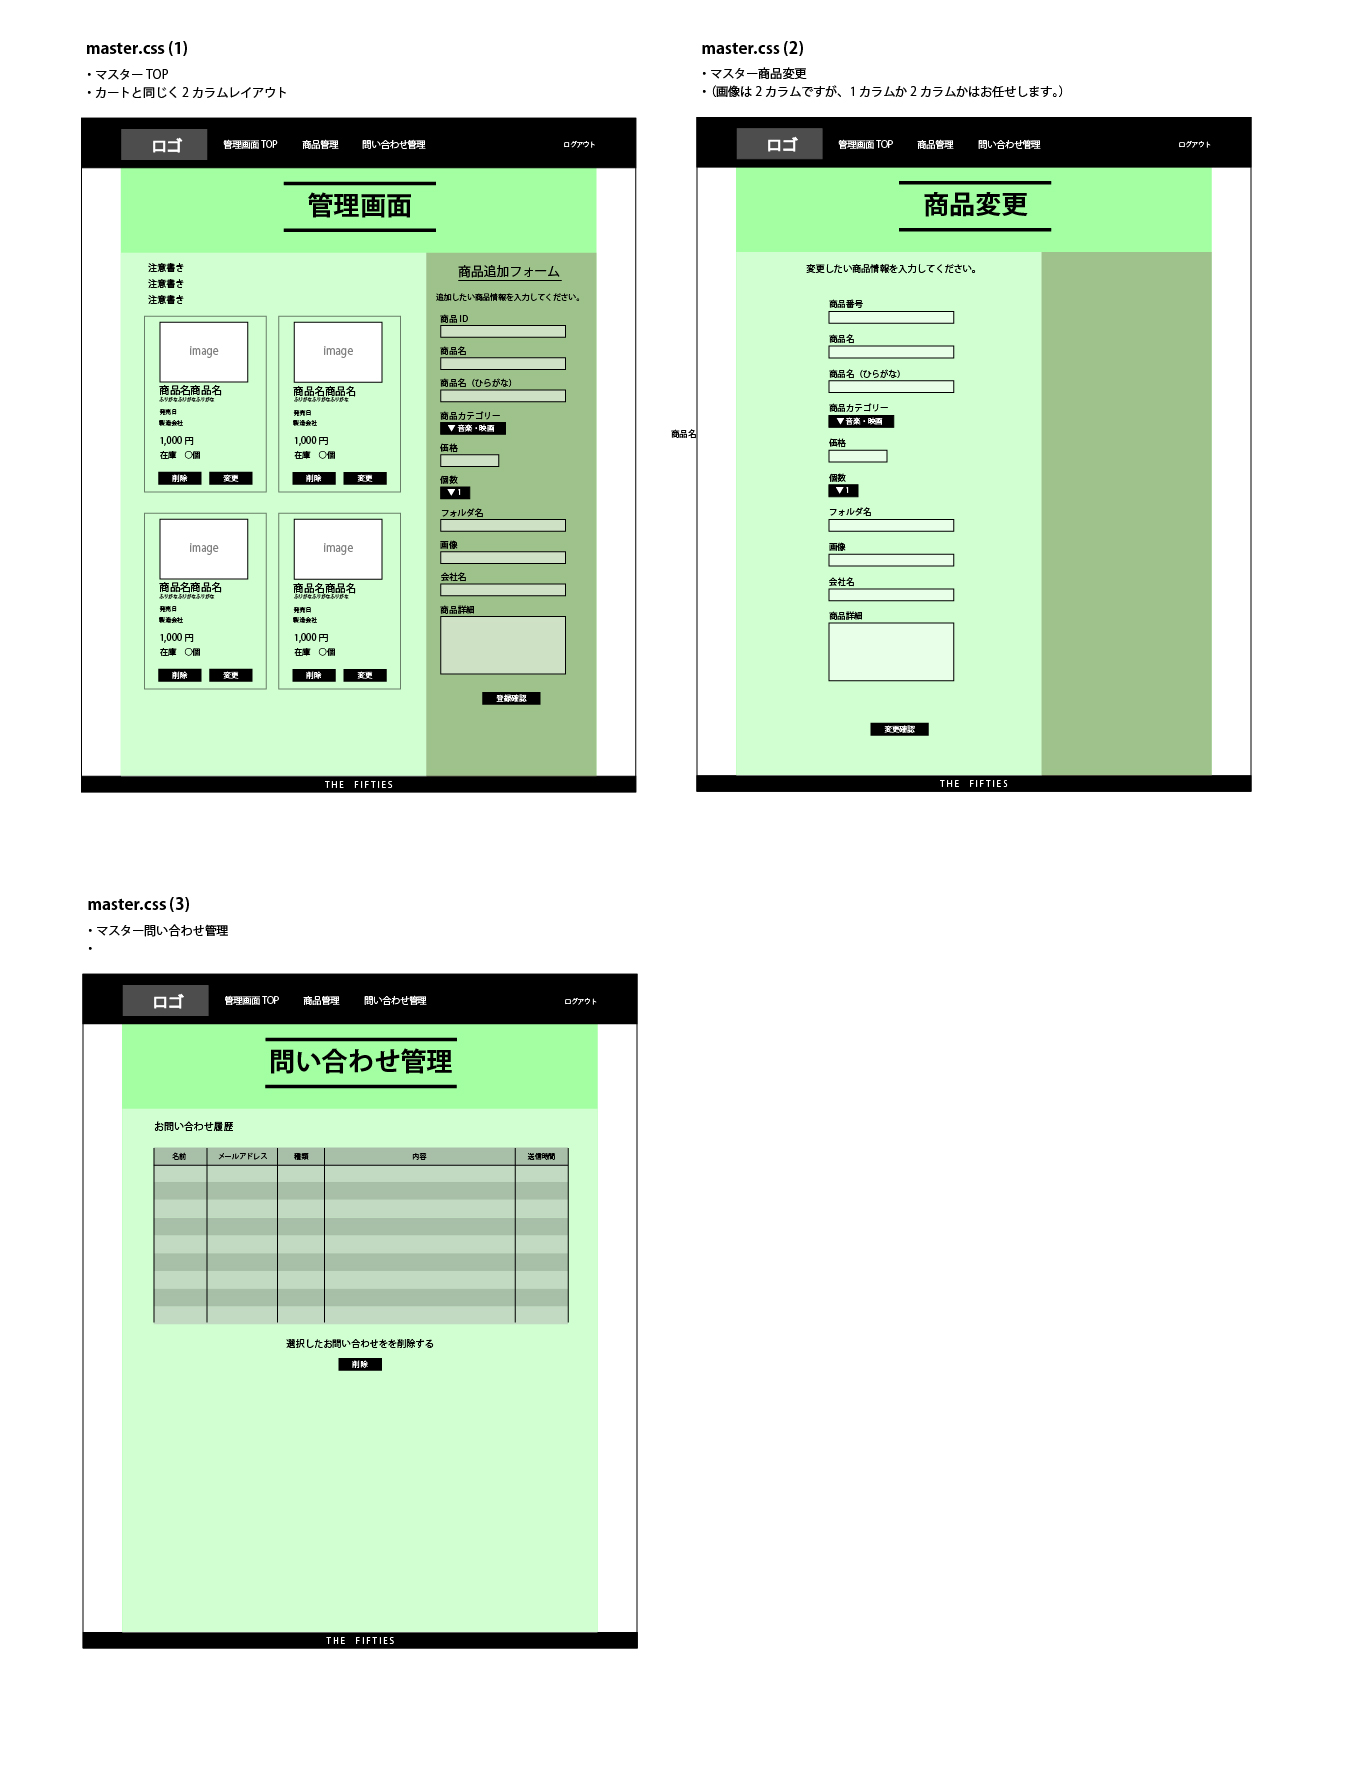 master.css (1)
・マスター TOP
・カートと同じく 2 カラムレイアウト
ロゴ
管理画面 TOP
商品管理
問い合わせ管理
ログアウト
管理画面
注意書き
注意書き
注意書き
image
商品名商品名
ふりがなふりがなふりがな
発売日
製造会社
1,000 円
在庫　○個
削除
変更
image
商品名商品名
ふりがなふりがなふりがな
発売日
製造会社
1,000 円
在庫　○個
削除
変更
image
商品名商品名
ふりがなふりがなふりがな
発売日
製造会社
1,000 円
在庫　○個
削除
変更
image
商品名商品名
ふりがなふりがなふりがな
発売日
製造会社
1,000 円
在庫　○個
削除
変更
商品追加フォーム
追加したい商品情報を入力してください。
商品 ID
商品名
商品名（ひらがな）
商品カテゴリー
▼音楽・映画
価格
個数
▼ 1
フォルダ名
画像
会社名
商品詳細
登録確認
THE FIFTIES
master.css (2)
・マスター商品変更
・（画像は 2 カラムですが、1 カラムか 2 カラムかはお任せします。）
ロゴ
管理画面 TOP
商品管理
問い合わせ管理
ログアウト
商品変更
変更したい商品情報を入力してください。
商品番号
商品名
商品名（ひらがな）
商品カテゴリー
▼音楽・映画
商品名
価格
個数
▼ 1
フォルダ名
画像
会社名
商品詳細
変更確認
THE FIFTIES
master.css (3)
・マスター問い合わせ管理
・
ロゴ
管理画面 TOP
商品管理
問い合わせ管理
ログアウト
問い合わせ管理
お問い合わせ履歴
名前
メールアドレス
種類
内容
送信時間
選択したお問い合わせをを削除する
削除
THE FIFTIES